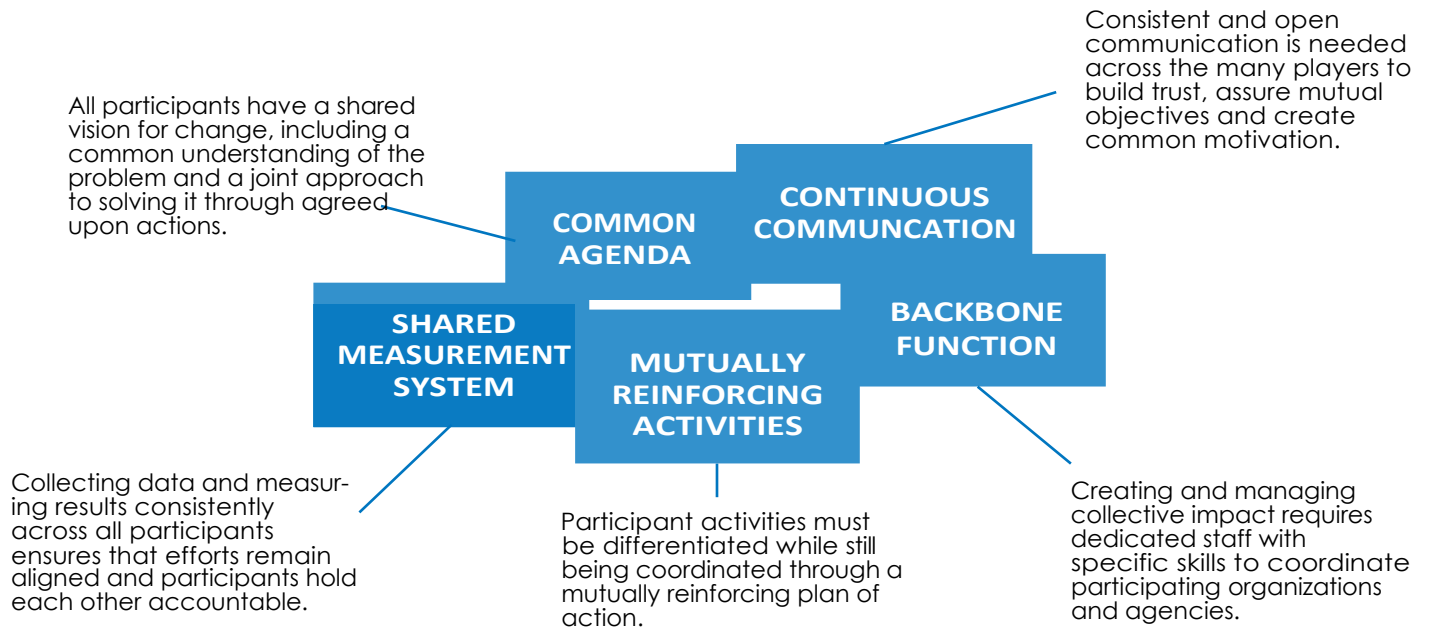 All participants have a shared
vision for change, including a
common understanding of the
problem and a joint approach
to solving it through agreed
upon actions.
Consistent and open
communication is needed
across the many players to
build trust, assure mutual
objectives and create
common motivation.
COMMON
AGENDA
CONTINUOUS
COMMUNCATION
SHARED
MEASUREMENT
SYSTEM
MUTUALLY
REINFORCING
ACTIVITIES
BACKBONE
FUNCTION
Collecting data and measur-
ing results consistently
across all participants
ensures that efforts remain
aligned and participants hold
each other accountable.
Participant activities must
be differentiated while still
being coordinated through a
mutually reinforcing plan of
action.
Creating and managing
collective impact requires
dedicated staff with
specific skills to coordinate
participating organizations
and agencies.